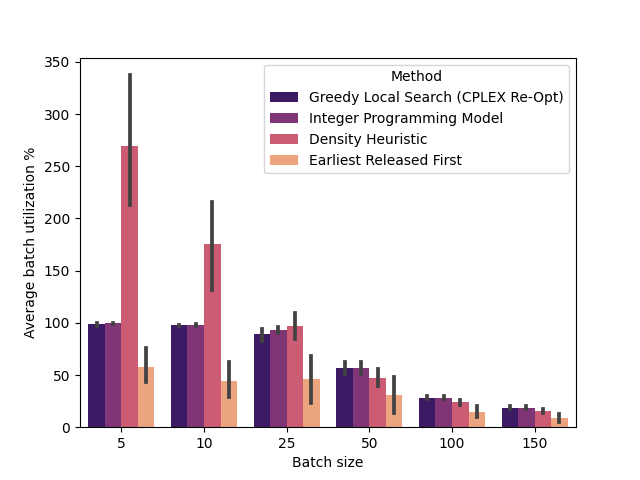 350
300
250
200
150
100
50
0
Average batch utilization %
Method
Greedy Local Search (CPLEX Re-Opt)
Integer Programming Model
Density Heuristic
Earliest Released First
5 10 25 50 100 150
Batch size